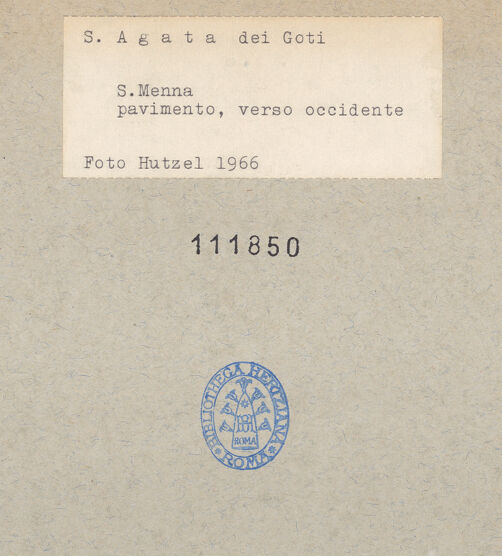 S. A g a t a dei Goti
S.Menna
pavimento, verso occidente
Foto Hutzel 1966
111850
BIBLIOTHECA HERTZIANA
ROMA
ROMA